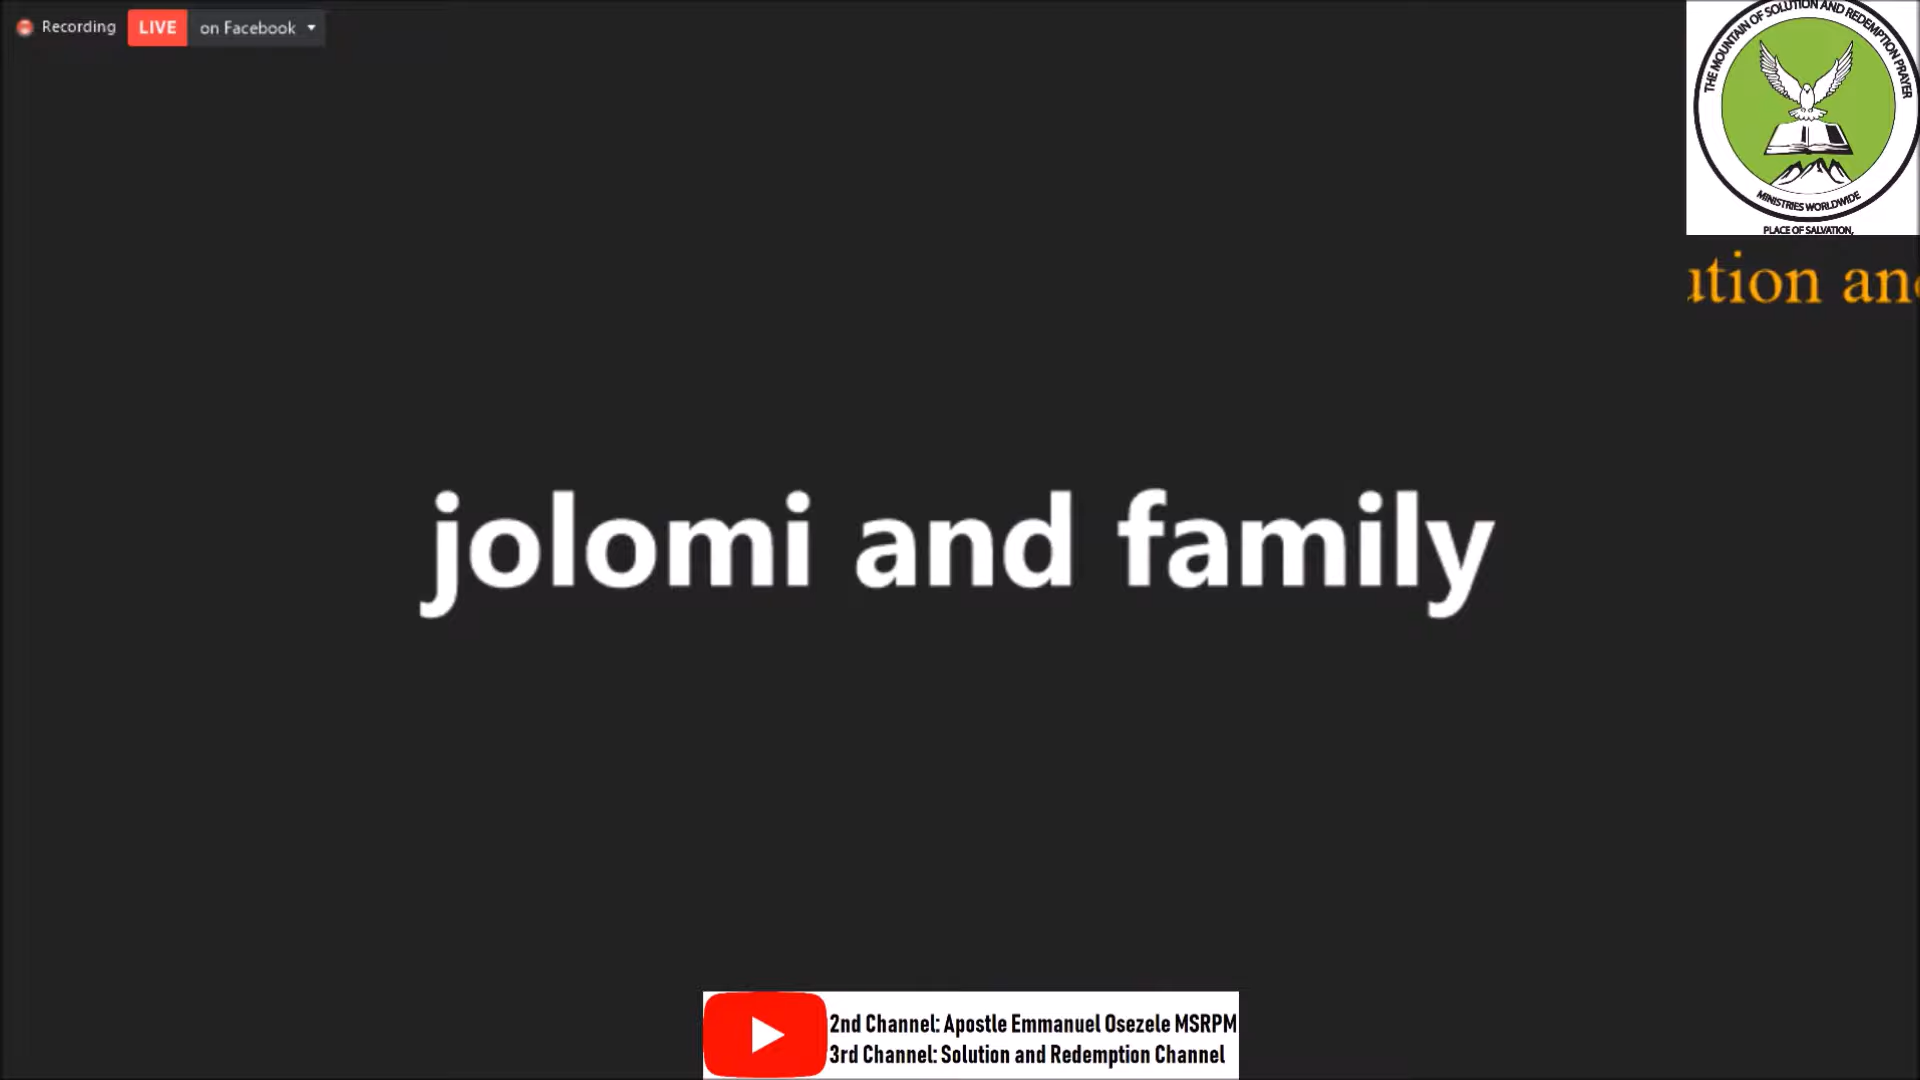 Recording LIVE on Facebook
THE MOUNTAIN OF SOLUTION AND REDEMPTION PRAYER
MINISTRIES WORLDWIDE
PLACE OF SALVATION,
ution an
jolomi and family
2nd Channel: Apostle Emmanuel Osezele MSRPM
3rd Channel: Solution and Redemption Channel